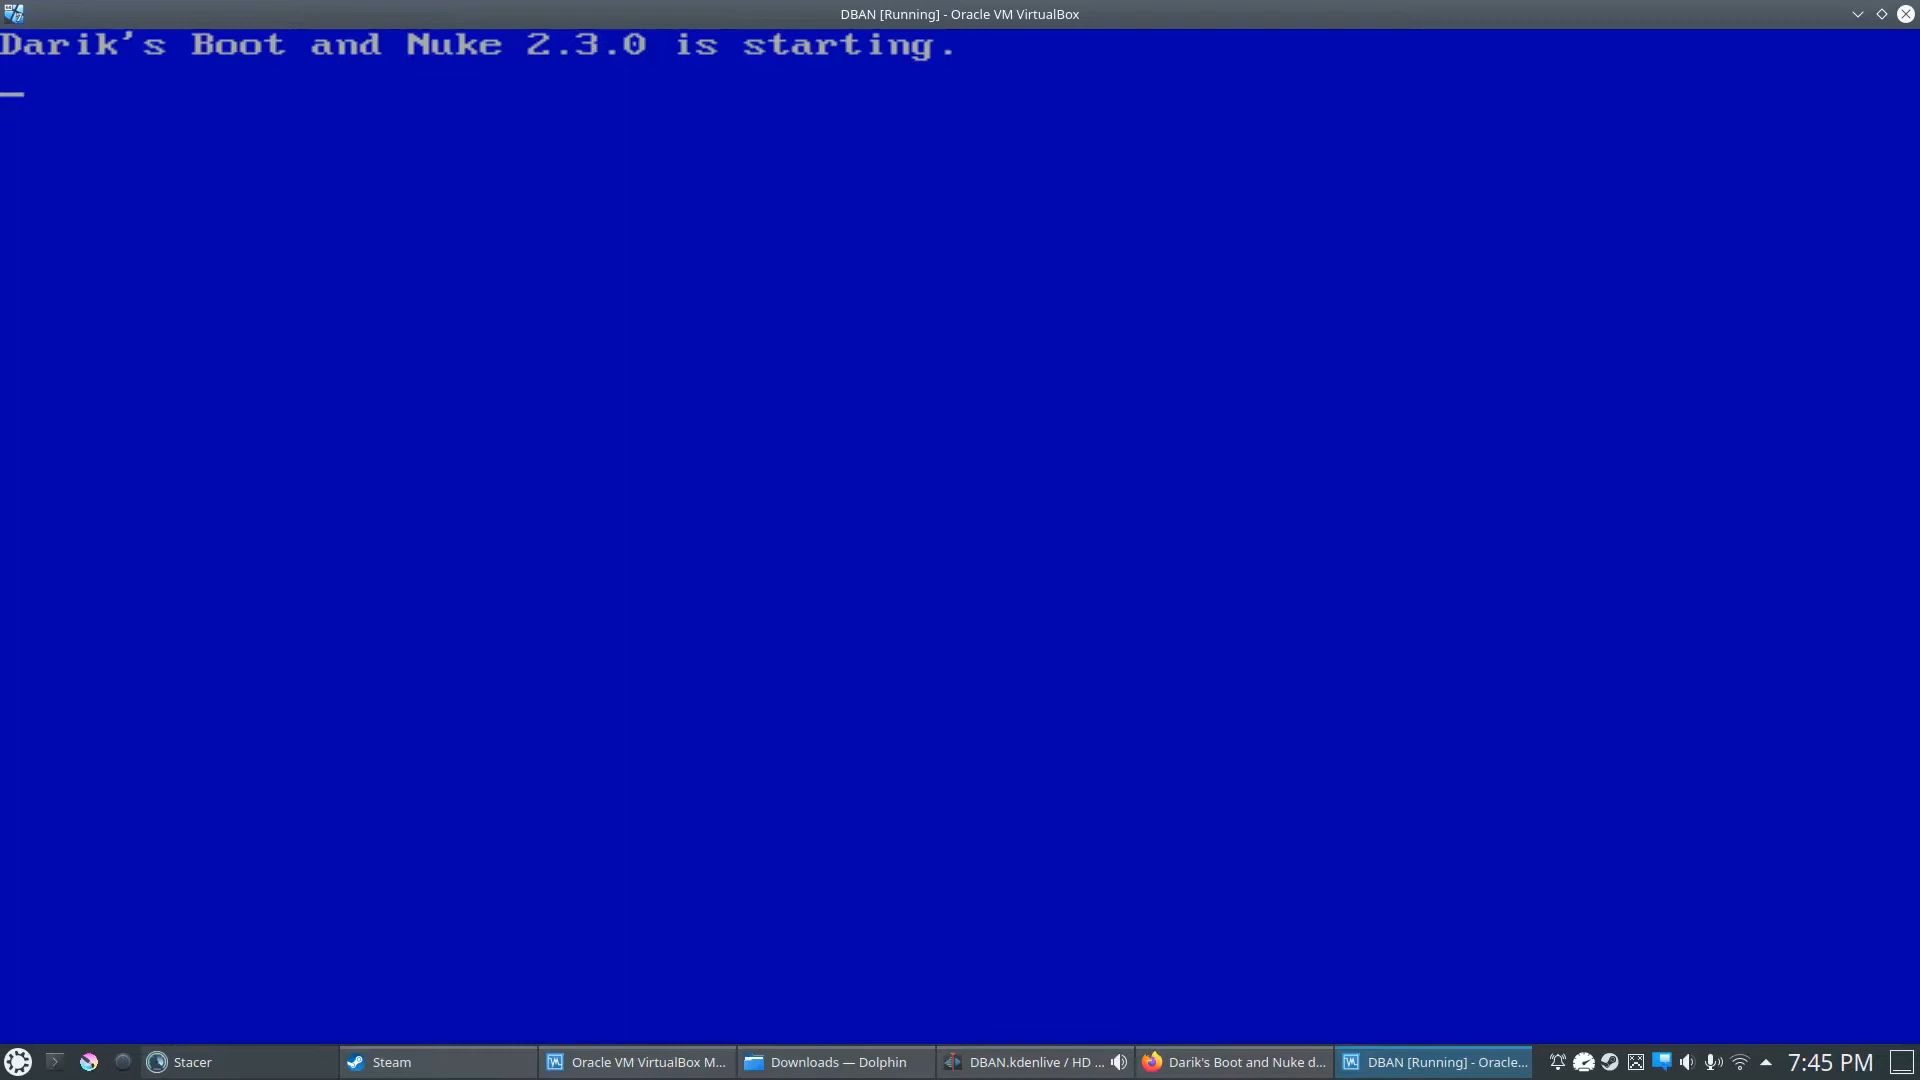 DBAN [Running] - Oracle VM VirtualBox
Darik's Boot and Nuke 2.3.0 is starting.
Stacer
Steam
Oracle VM VirtualBox M...
Downloads — Dolphin
DBAN.kdenlive / HD ...
Darik's Boot and Nuke d...
DBAN [Running] - Oracle...
7:45 PM